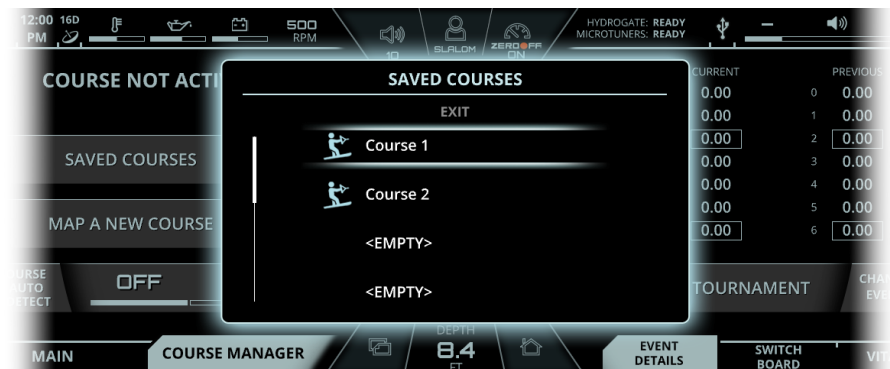 12:00 16D
PM
500
RPM
10
SLALOM
ZERO OFF
ON
HYDROGATE: READY
MICROTUNERS: READY
COURSE NOT ACTI
SAVED COURSES
MAP A NEW COURSE
OFF
SAVED COURSES
EXIT
Course 1
Course 2
<EMPTY>
<EMPTY>
CURRENT PREVIOUS
0.00 0 0.00
0.00 1 0.00
0.00 2 0.00
0.00 3 0.00
0.00 4 0.00
0.00 5 0.00
0.00 6 0.00
TOURNAMENT
MAIN
COURSE MANAGER
DEPTH
8.4
FT
EVENT
DETAILS
SWITCH
BOARD